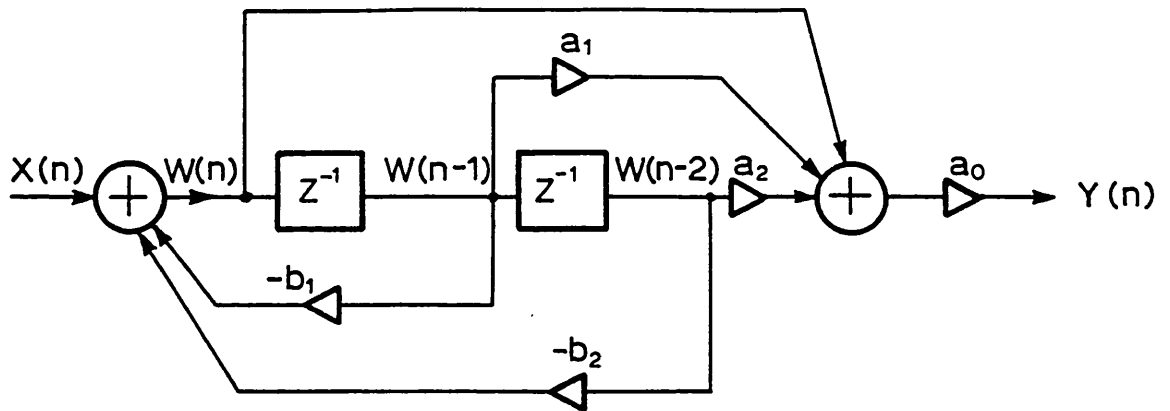 a₁
X(n)
W(n)
Z⁻¹
W(n-1)
Z⁻¹
W(n-2)
a₂
a₀
Y(n)
-b₁
-b₂